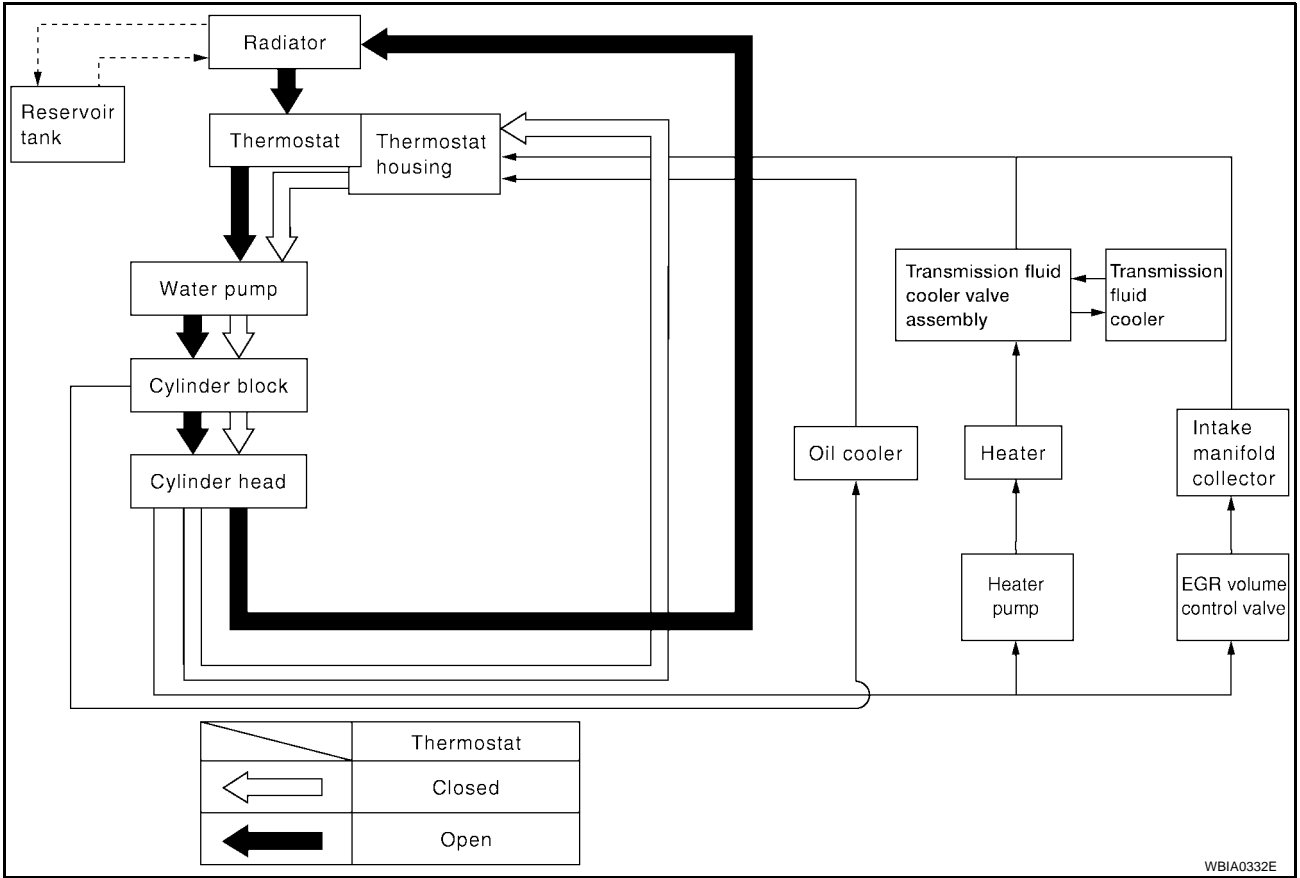 Radiator
Reservoir
tank
Thermostat
Thermostat
housing
Water pump
Transmission fluid
cooler valve
assembly
Transmission
fluid
cooler
Cylinder block
Oil cooler
Heater
Intake
manifold
collector
Cylinder head
Heater
pump
EGR volume
control valve
Thermostat
Closed
Open
WBIA0332E